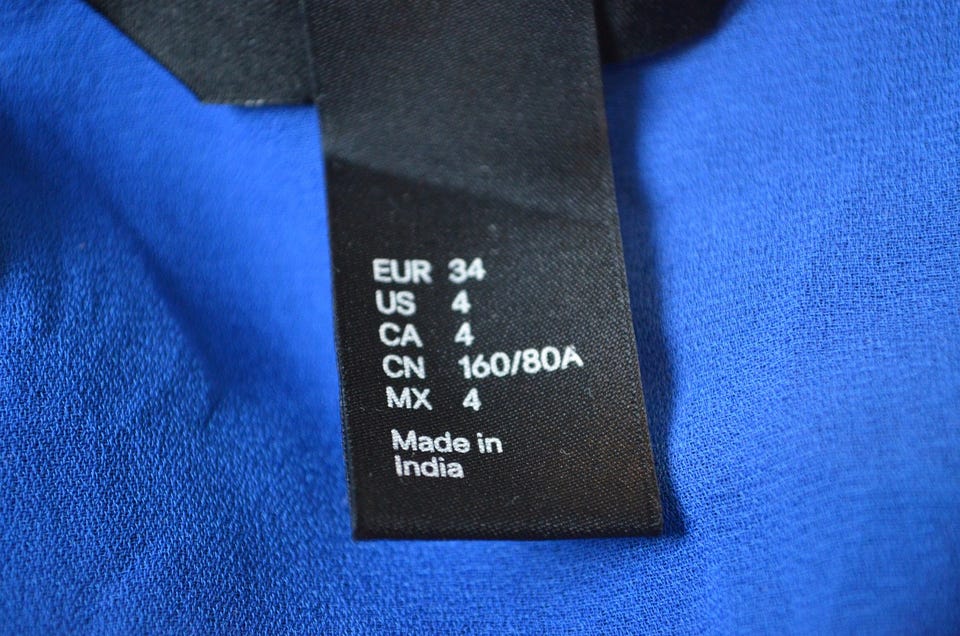 EUR 34
US 4
CA 4
CN 160/80A
MX 4
Made in
India